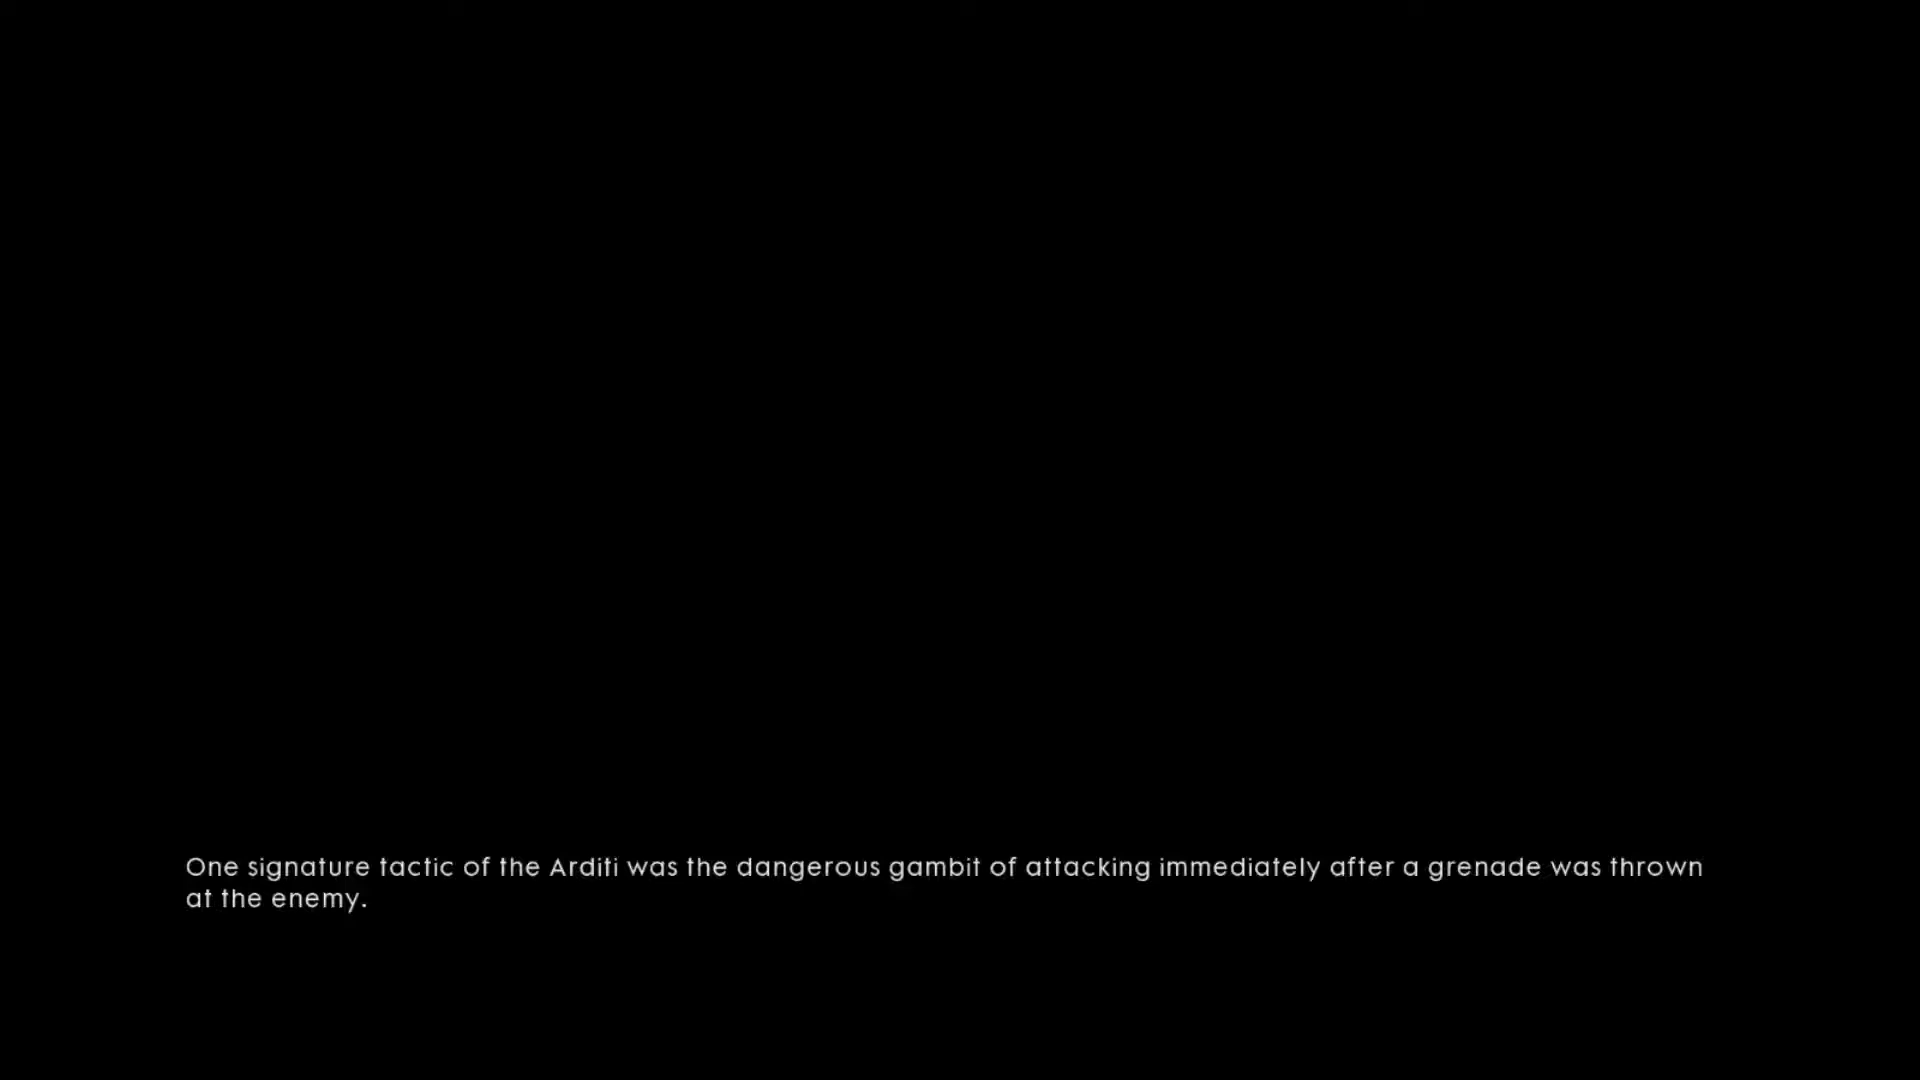 One signature tactic of the Arditi was the dangerous gambit of attacking immediately after a grenade was thrown
at the enemy.